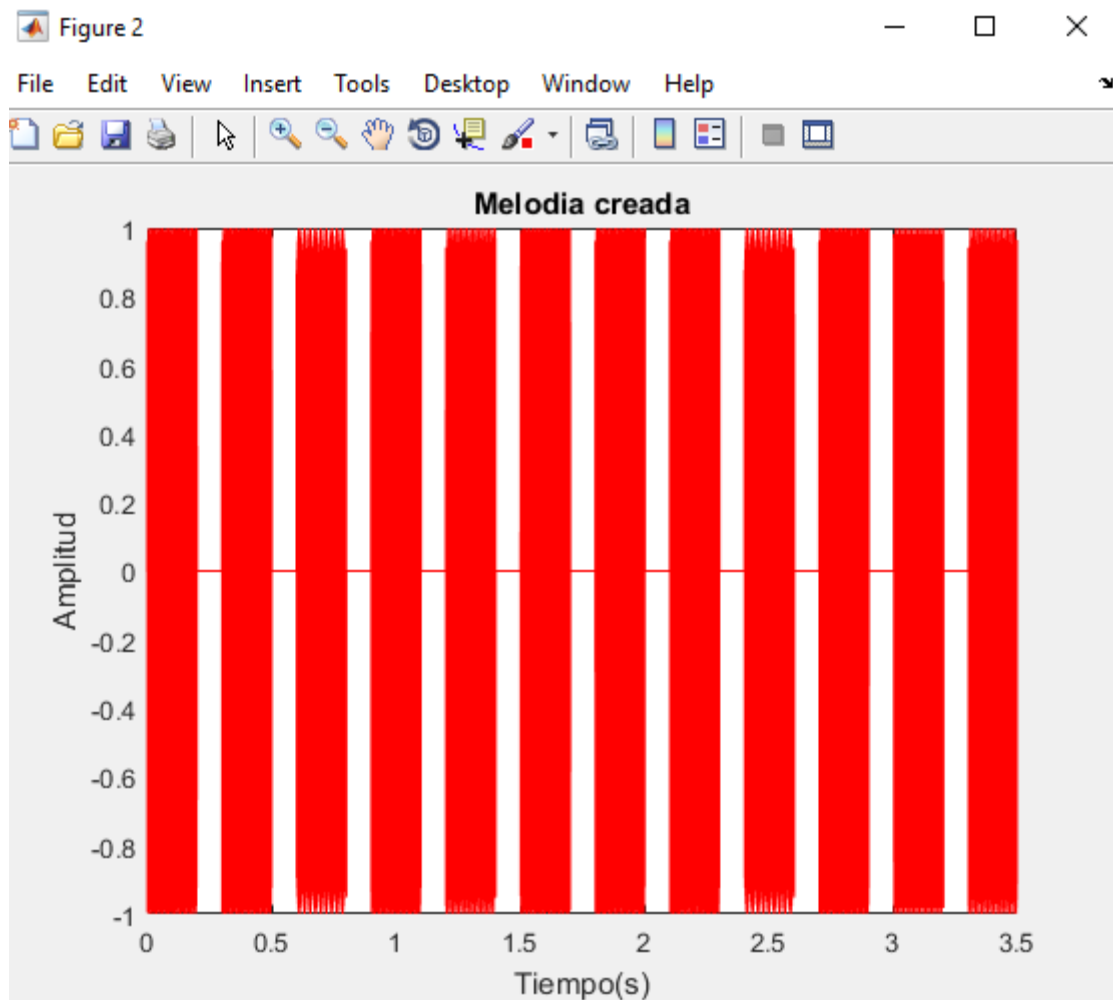 Figure 2
File Edit View Insert Tools Desktop Window Help
Melodia creada
1
0.8
0.6
0.4
0.2
0
-0.2
-0.4
-0.6
-0.8
-1
Amplitud
0 0.5 1 1.5 2 2.5 3 3.5
Tiempo(s)